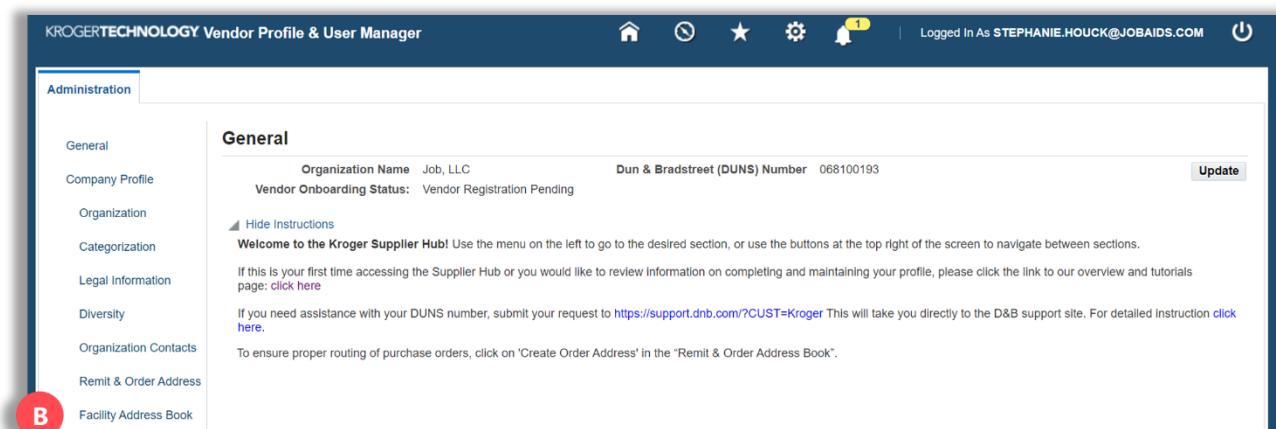 KROGERTECHNOLOGY. Vendor Profile & User Manager
1
Logged In As STEPHANIE.HOUCK@JOBAIDS.COM
Administration
General
Company Profile
Organization
Categorization
Legal Information
Diversity
Organization Contacts
Remit & Order Address
B
Facility Address Book
General
Organization Name Job, LLC
Dun & Bradstreet (DUNS) Number 068100193
Update
Vendor Onboarding Status: Vendor Registration Pending
Hide Instructions
Welcome to the Kroger Supplier Hub! Use the menu on the left to go to the desired section, or use the buttons at the top right of the screen to navigate between sections.
If this is your first time accessing the Supplier Hub or you would like to review information on completing and maintaining your profile, please click the link to our overview and tutorials
page: click here
If you need assistance with your DUNS number, submit your request to https://support.dnb.com/?CUST=Kroger This will take you directly to the D&B support site. For detailed instruction click
here.
To ensure proper routing of purchase orders, click on 'Create Order Address' in the “Remit & Order Address Book”.